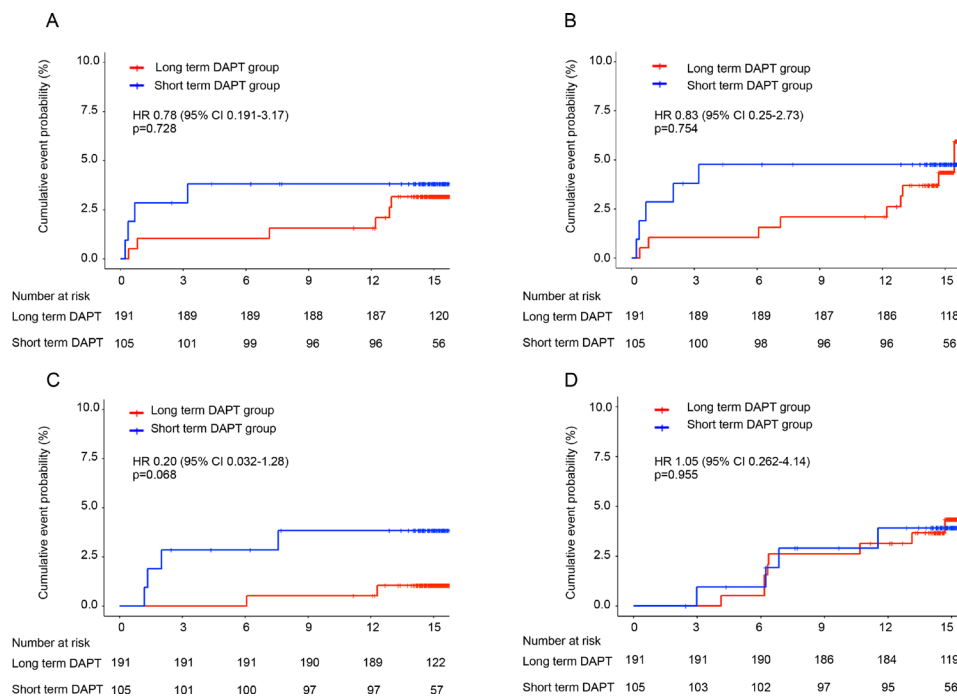 A
Cumulative event probability (%)
10.0
7.5
5.0
2.5
0.0
Long term DAPT group
Short term DAPT group
HR 0.78 (95% CI 0.191-3.17)
p=0.728
0 3 6 9 12 15
Number at risk
Long term DAPT 191 189 189 188 187 120
Short term DAPT 105 101 99 96 96 56
B
Cumulative event probability (%)
10.0
7.5
5.0
2.5
0.0
Long term DAPT group
Short term DAPT group
HR 0.83 (95% CI 0.25-2.73)
p=0.754
0 3 6 9 12 15
Number at risk
Long term DAPT 191 189 189 187 186 118
Short term DAPT 105 100 98 96 96 56
C
Cumulative event probability (%)
10.0
7.5
5.0
2.5
0.0
Long term DAPT group
Short term DAPT group
HR 0.20 (95% CI 0.032-1.28)
p=0.068
0 3 6 9 12 15
Number at risk
Long term DAPT 191 191 191 190 189 122
Short term DAPT 105 101 100 97 97 57
D
Cumulative event probability (%)
10.0
7.5
5.0
2.5
0.0
Long term DAPT group
Short term DAPT group
HR 1.05 (95% CI 0.262-4.14)
p=0.955
0 3 6 9 12 15
Number at risk
Long term DAPT 191 191 190 186 184 119
Short term DAPT 105 103 102 97 95 56